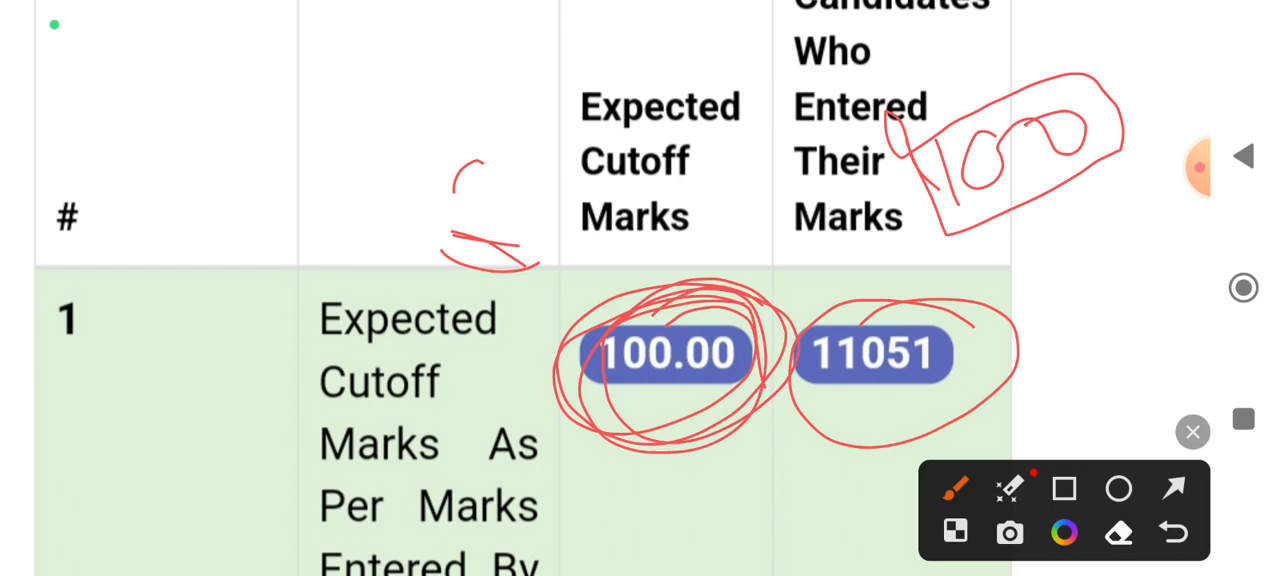 Candidates
Who
Entered
Their
Marks
Expected
Cutoff
Marks
#
100
1
Expected
Cutoff
Marks As
Per Marks
Entered By
100.00
11051